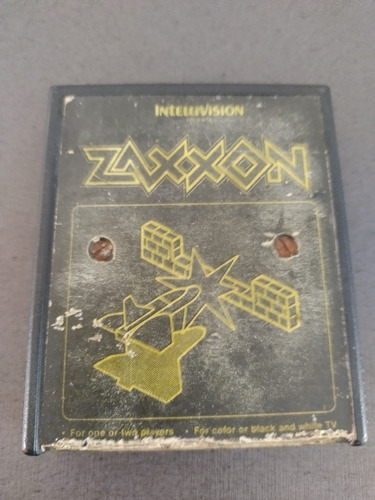 INTELLIVISION
ZAXXON
• For one or two players • For color or black and white TV